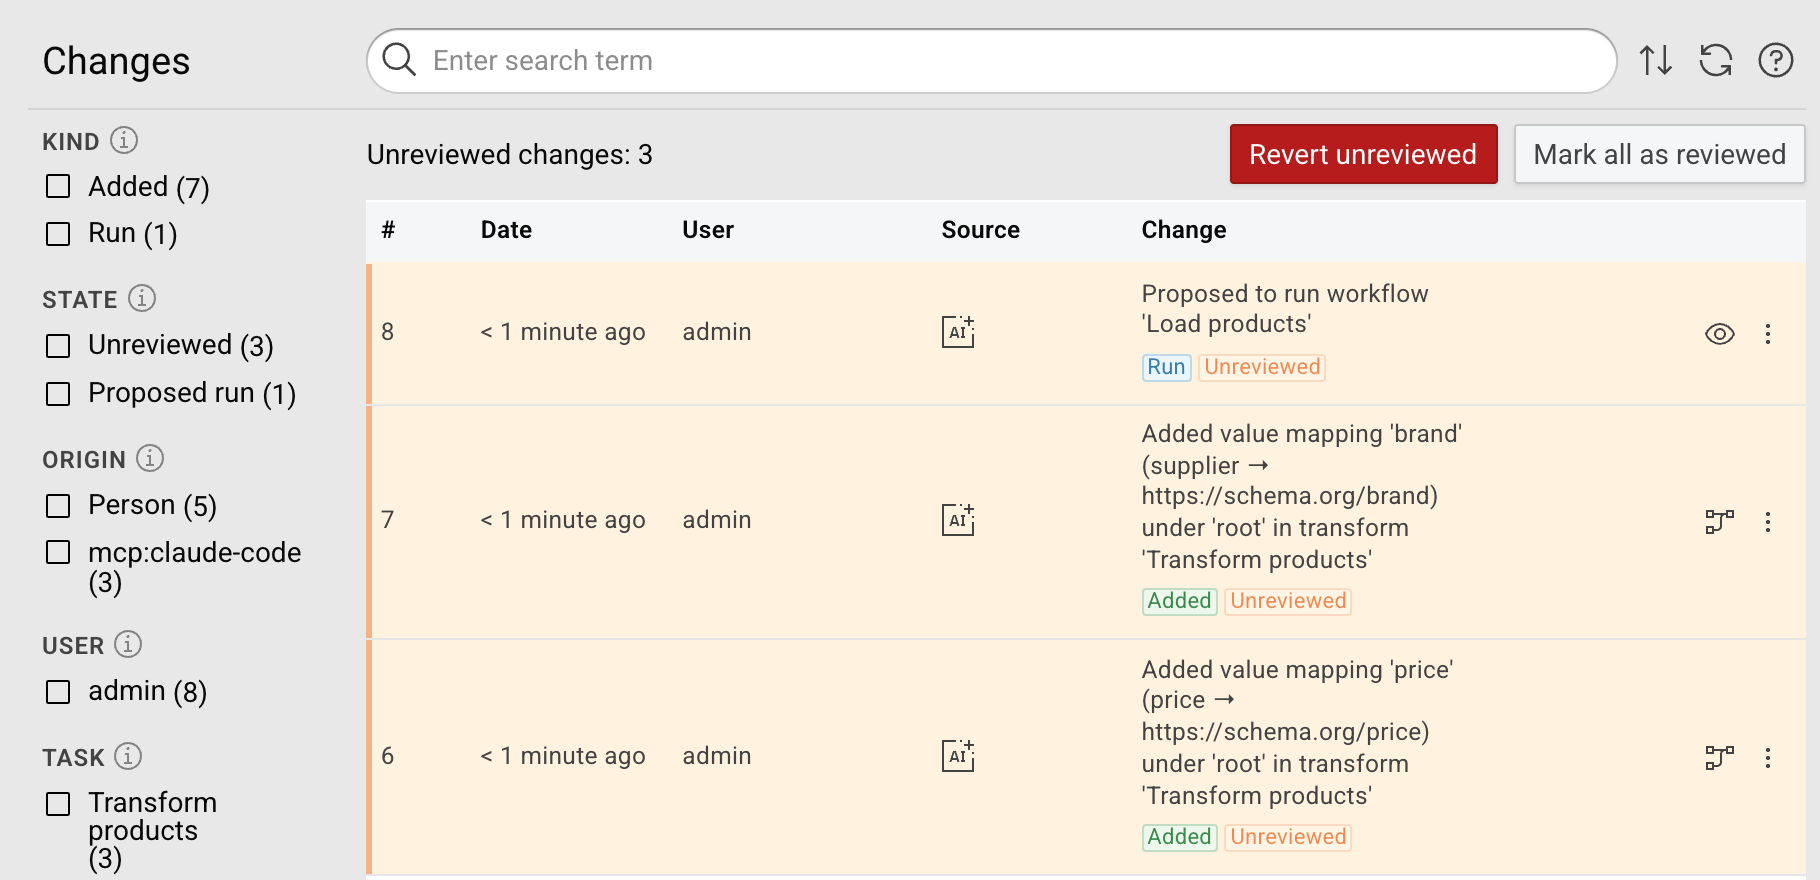 Changes
Enter search term
KIND
Added (7)
Run (1)
STATE
Unreviewed (3)
Proposed run (1)
ORIGIN
Person (5)
mcp:claude-code
(3)
USER
admin (8)
TASK
Transform
products
(3)
Unreviewed changes: 3
Revert unreviewed
Mark all as reviewed
# Date User Source Change
8 < 1 minute ago admin AI
Proposed to run workflow
'Load products'
Run Unreviewed
7 < 1 minute ago admin AI
Added value mapping 'brand'
(supplier →
https://schema.org/brand)
under 'root' in transform
'Transform products'
Added Unreviewed
6 < 1 minute ago admin AI
Added value mapping 'price'
(price →
https://schema.org/price)
under 'root' in transform
'Transform products'
Added Unreviewed